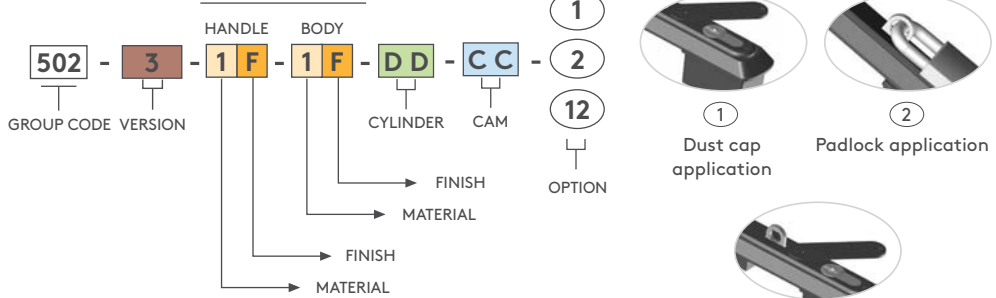 HANDLE BODY
502 - 3 - 1 F - 1 F - D D - C C -
1
2
12
GROUP CODE VERSION
CYLINDER CAM
OPTION
FINISH
MATERIAL
FINISH
MATERIAL
1
Dust cap
application
2
Padlock application